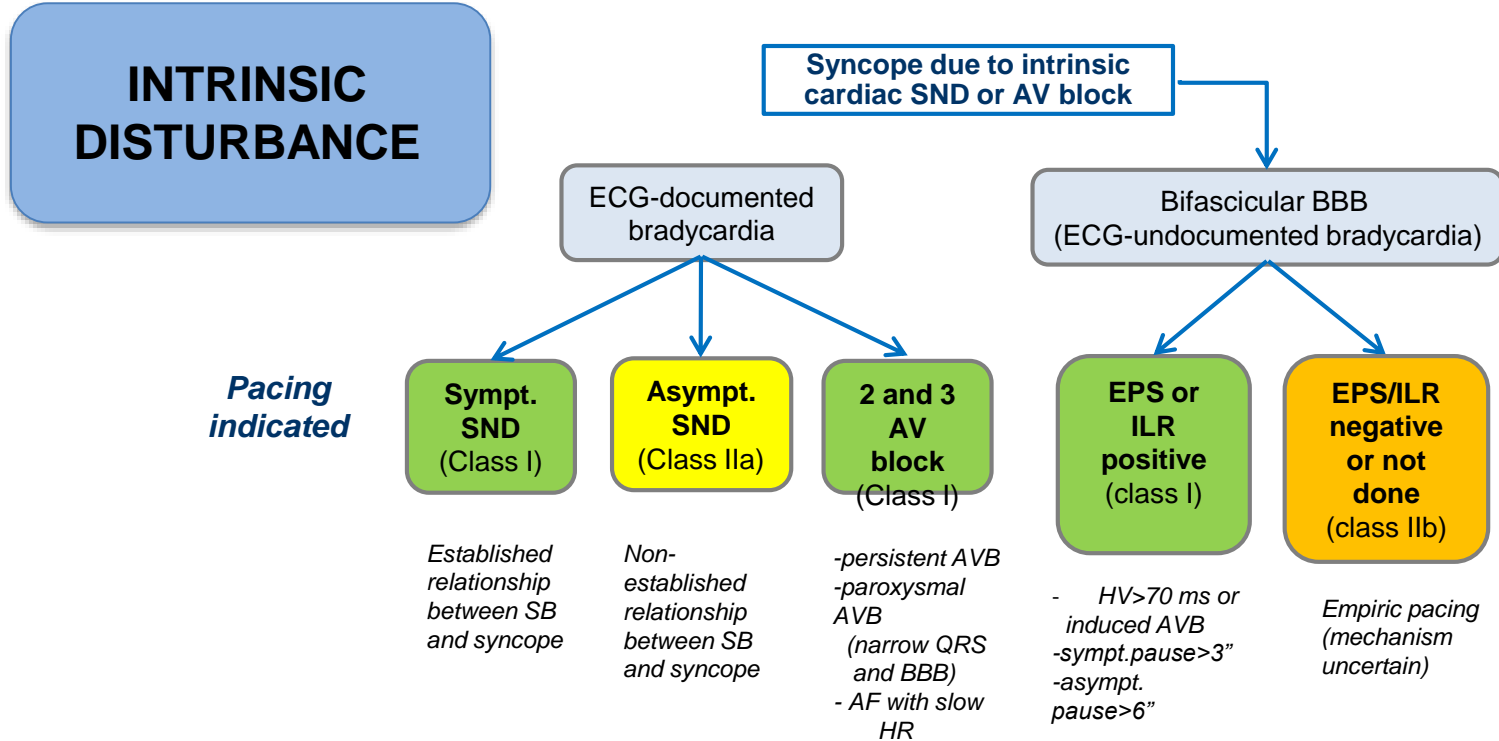 INTRINSIC
DISTURBANCE
Syncope due to intrinsic
cardiac SND or AV block
ECG-documented
bradycardia
Bifascicular BBB
(ECG-undocumented bradycardia)
Pacing
indicated
Sympt.
SND
(Class I)
Asympt.
SND
(Class IIa)
2 and 3
AV
block
(Class I)
EPS or
ILR
positive
(class I)
EPS/ILR
negative
or not
done
(class IIb)
Established
relationship
between SB
and syncope
Non-
established
relationship
between SB
and syncope
-persistent AVB
-paroxysmal
AVB
(narrow QRS
and BBB)
- AF with slow
HR
- HV>70 ms or
induced AVB
-sympt.pause>3”
-asympt.
pause>6”
Empiric pacing
(mechanism
uncertain)